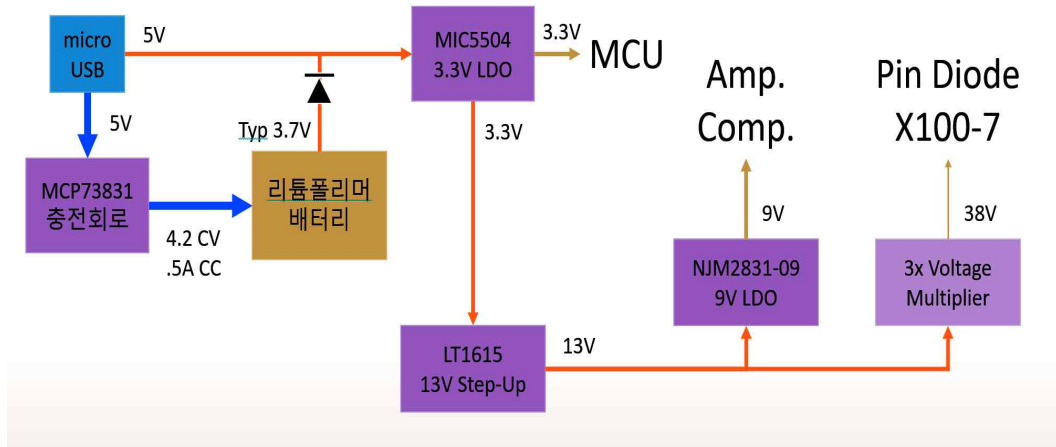 micro
USB
5V
5V
MCP73831
충전회로
4.2 CV
.5A CC
Typ 3.7V
리튬폴리머
배터리
MIC5504
3.3V LDO
3.3V
MCU
3.3V
LT1615
13V Step-Up
13V
Amp.
Comp.
9V
NJM2831-09
9V LDO
Pin Diode
X100-7
38V
3x Voltage
Multiplier